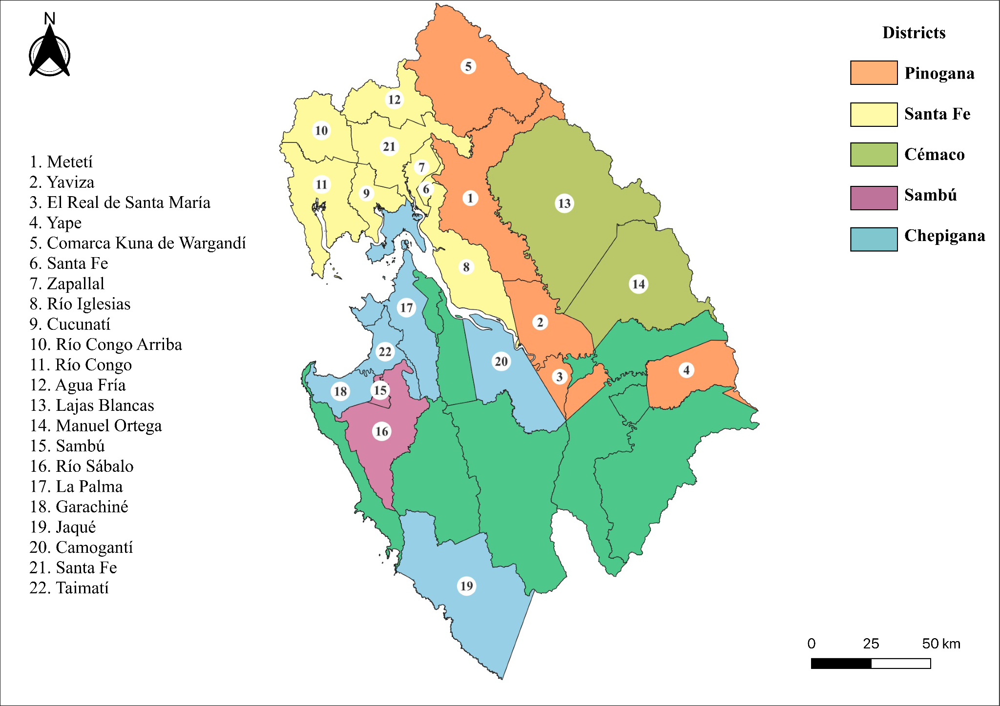 N
Districts
Pinogana
Santa Fe
Cémaco
Sambú
Chepigana
1. Metetí
2. Yaviza
3. El Real de Santa María
4. Yape
5. Comarca Kuna de Wargandí
6. Santa Fe
7. Zapallal
8. Río Iglesias
9. Cucunatí
10. Río Congo Arriba
11. Río Congo
12. Agua Fría
13. Lajas Blancas
14. Manuel Ortega
15. Sambú
16. Río Sábalo
17. La Palma
18. Garachiné
19. Jaqué
20. Camogantí
21. Santa Fe
22. Taimatí
5
12
10
21
7
11
6
9
1
13
8
14
17
2
22
20
4
3
18
15
16
19
0 25 50 km